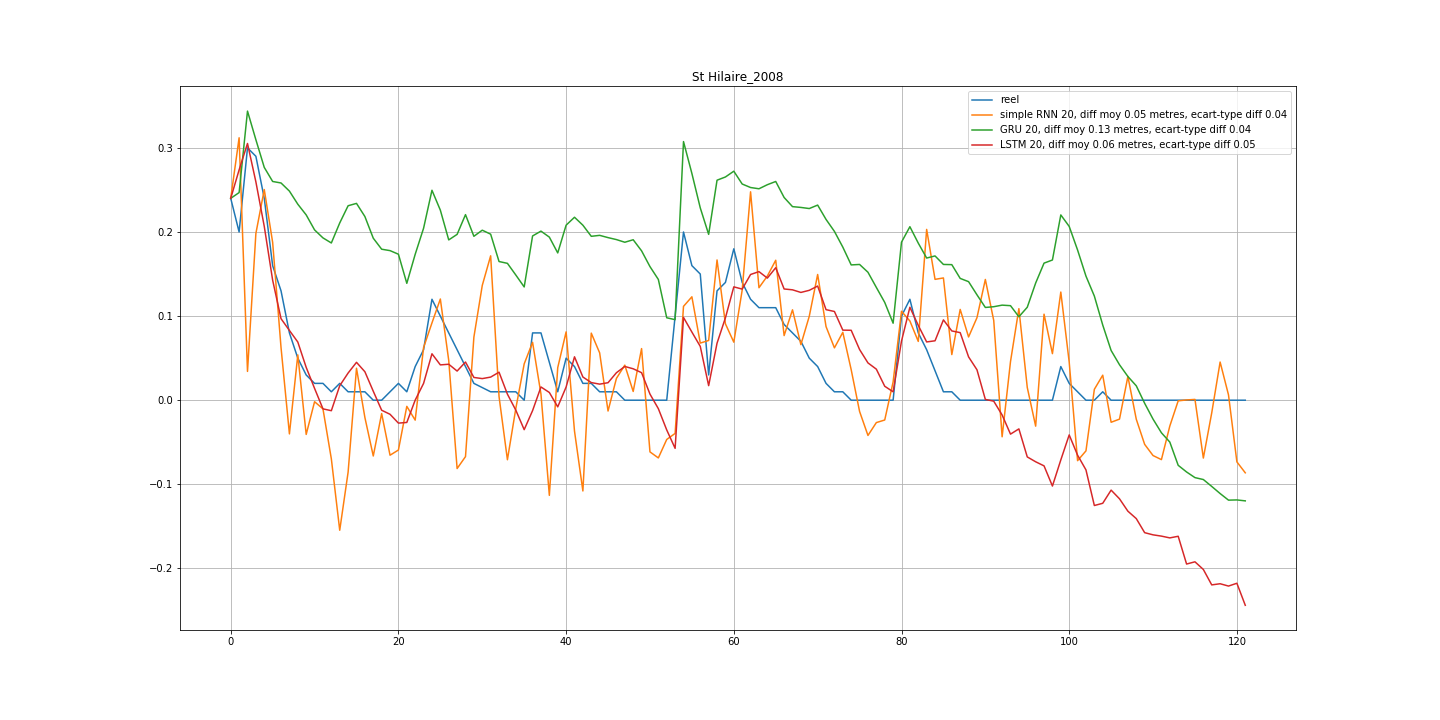 St Hilaire_2008
reel
simple RNN 20, diff moy 0.05 metres, ecart-type diff 0.04
GRU 20, diff moy 0.13 metres, ecart-type diff 0.04
LSTM 20, diff moy 0.06 metres, ecart-type diff 0.05
0.3
0.2
0.1
0.0
−0.1
−0.2
0 20 40 60 80 100 120